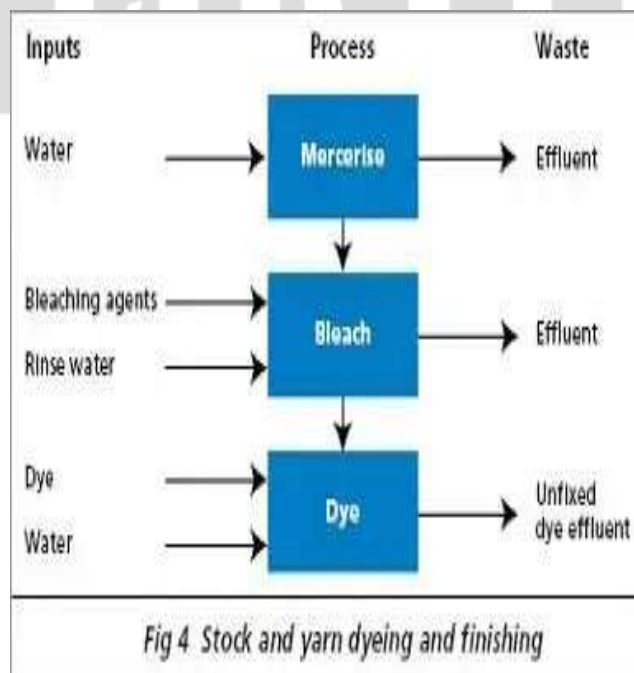 Inputs Process Waste
Water Mercerise Effluent
Bleaching agents
Bleach Effluent
Rinse water
Dye
Dye Unfixed
dye effluent
Water
Fig 4 Stock and yarn dyeing and finishing